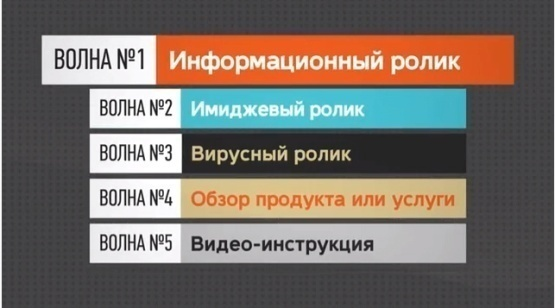 ВОЛНА №1 Информационный ролик
ВОЛНА №2 Имиджевый ролик
ВОЛНА №3 Вирусный ролик
ВОЛНА №4 Обзор продукта или услуги
ВОЛНА №5 Видео-инструкция